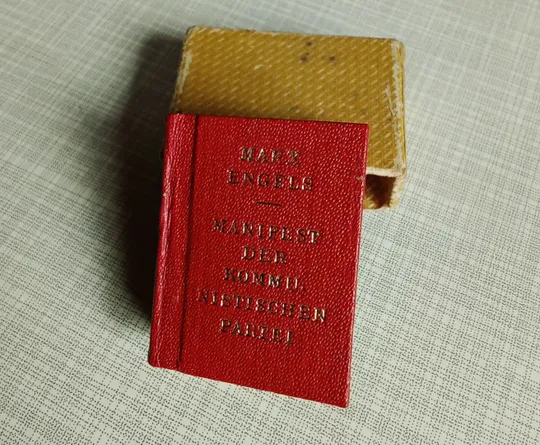 MARX
ENGELS
—
MANIFEST
DER
KOMMU-
NISTISCHEN
PARTEI